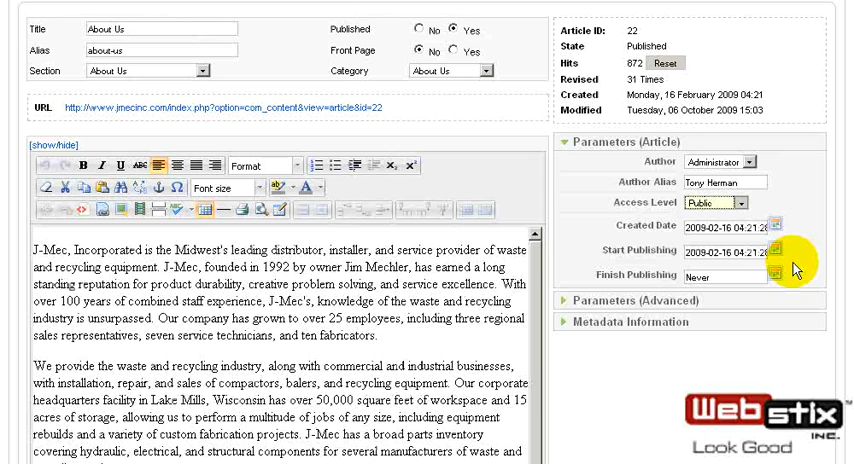 Title About Us Published No Yes
Alias about-us Front Page No Yes
Section About Us Category About Us
URL http://www.jmecinc.com/index.php?option=com_content&view=article&id=22
Article ID: 22
State Published
Hits 872 Reset
Revised 31 Times
Created Monday, 16 February 2009 04:21
Modified Tuesday, 06 October 2009 15:03
[show/hide]
B I U ABC Format
Font size
J-Mec, Incorporated is the Midwest's leading distributor, installer, and service provider of waste
and recycling equipment. J-Mec, founded in 1992 by owner Jim Mechler, has earned a long
standing reputation for product durability, creative problem solving, and service excellence. With
over 100 years of combined staff experience, J-Mec's, knowledge of the waste and recycling
industry is unsurpassed. Our company has grown to over 25 employees, including three regional
sales representatives, seven service technicians, and ten fabricators.
We provide the waste and recycling industry, along with commercial and industrial businesses,
with installation, repair, and sales of compactors, balers, and recycling equipment. Our corporate
headquarters facility in Lake Mills, Wisconsin has over 50,000 square feet of workspace and 15
acres of storage, allowing us to perform a multitude of jobs of any size, including equipment
rebuilds and a variety of custom fabrication projects. J-Mec has a broad parts inventory
covering hydraulic, electrical, and structural components for several manufacturers of waste and
Parameters (Article)
Author Administrator
Author Alias Tony Herman
Access Level Public
Created Date 2009-02-16 04:21:28
Start Publishing 2009-02-16 04:21:28
Finish Publishing Never
Parameters (Advanced)
Metadata Information
Webstix
INC.
Look Good